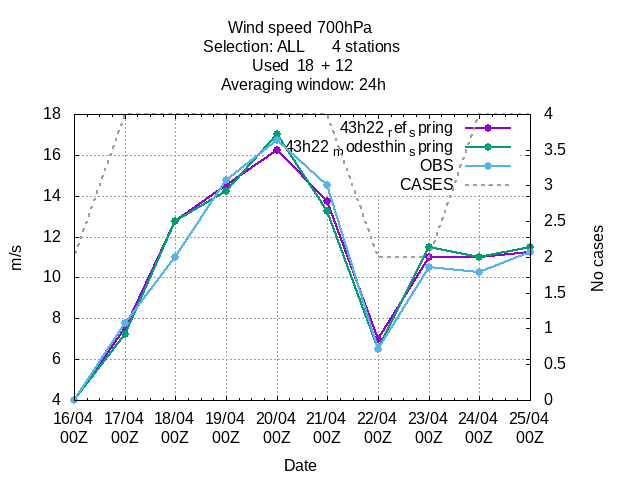 Wind speed 700hPa
Selection: ALL 4 stations
Used 18 + 12
Averaging window: 24h
43h22 refspring
43h22 modesthinspring
OBS
CASES
18
16
14
12
10
8
6
4
4
3.5
3
2.5
2
1.5
1
0.5
0
m/s
No cases
16/04 17/04 18/04 19/04 20/04 21/04 22/04 23/04 24/04 25/04
00Z 00Z 00Z 00Z 00Z 00Z 00Z 00Z 00Z 00Z
Date